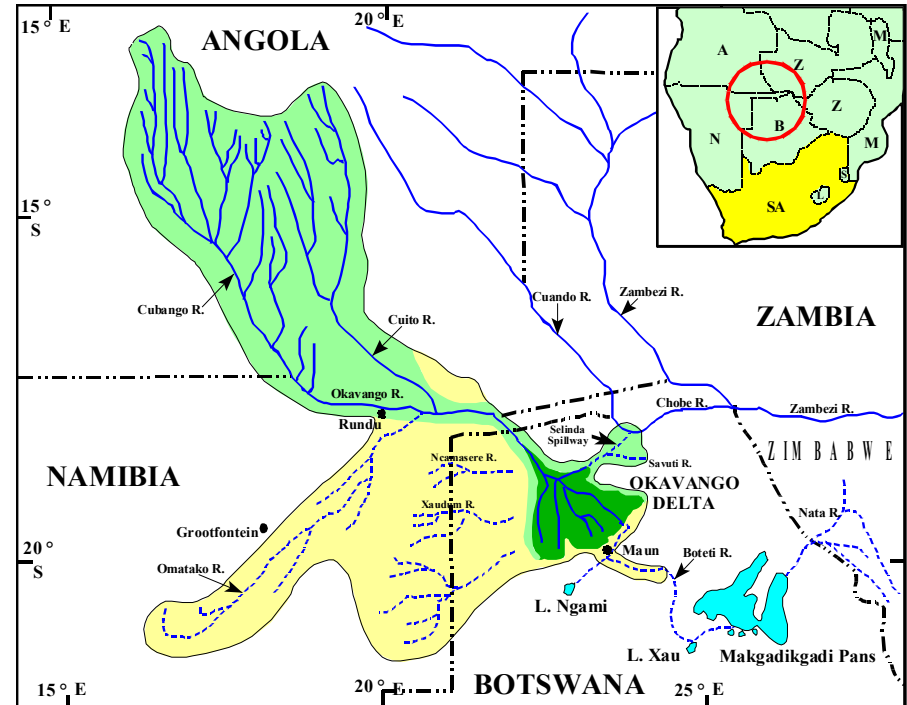 15° E
20° E
ANGOLA
A
Z
M
Z
B
N
M
S
L
SA
15°
S
Cubango R.
Cuito R.
Cuando R.
Zambezi R.
ZAMBIA
Okavango R.
Rundu
Chobe R.
Zambezi R.
Selinda
Spillway
ZIMBABWE
Ncamasere R.
Savuti R.
NAMIBIA
OKAVANGO
DELTA
Xaudum R.
Nata R.
Grootfontein
20°
S
Maun
Boteti R.
Omatako R.
L. Ngami
L. Xau
Makgadikgadi Pans
15° E
20° E
BOTSWANA
25° E